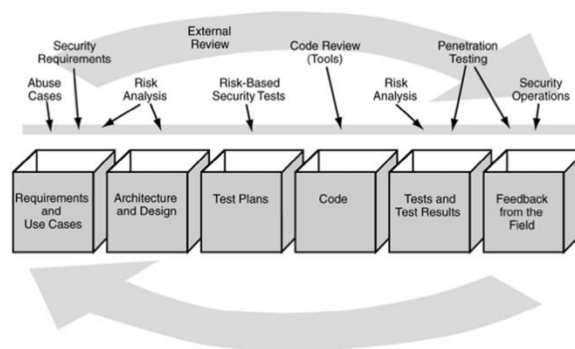 External
Review
Security
Requirements
Code Review
(Tools)
Penetration
Testing
Abuse
Cases
Risk
Analysis
Risk-Based
Security Tests
Risk
Analysis
Security
Operations
Requirements
and
Use Cases
Architecture
and Design
Test Plans
Code
Tests and
Test Results
Feedback
from the
Field